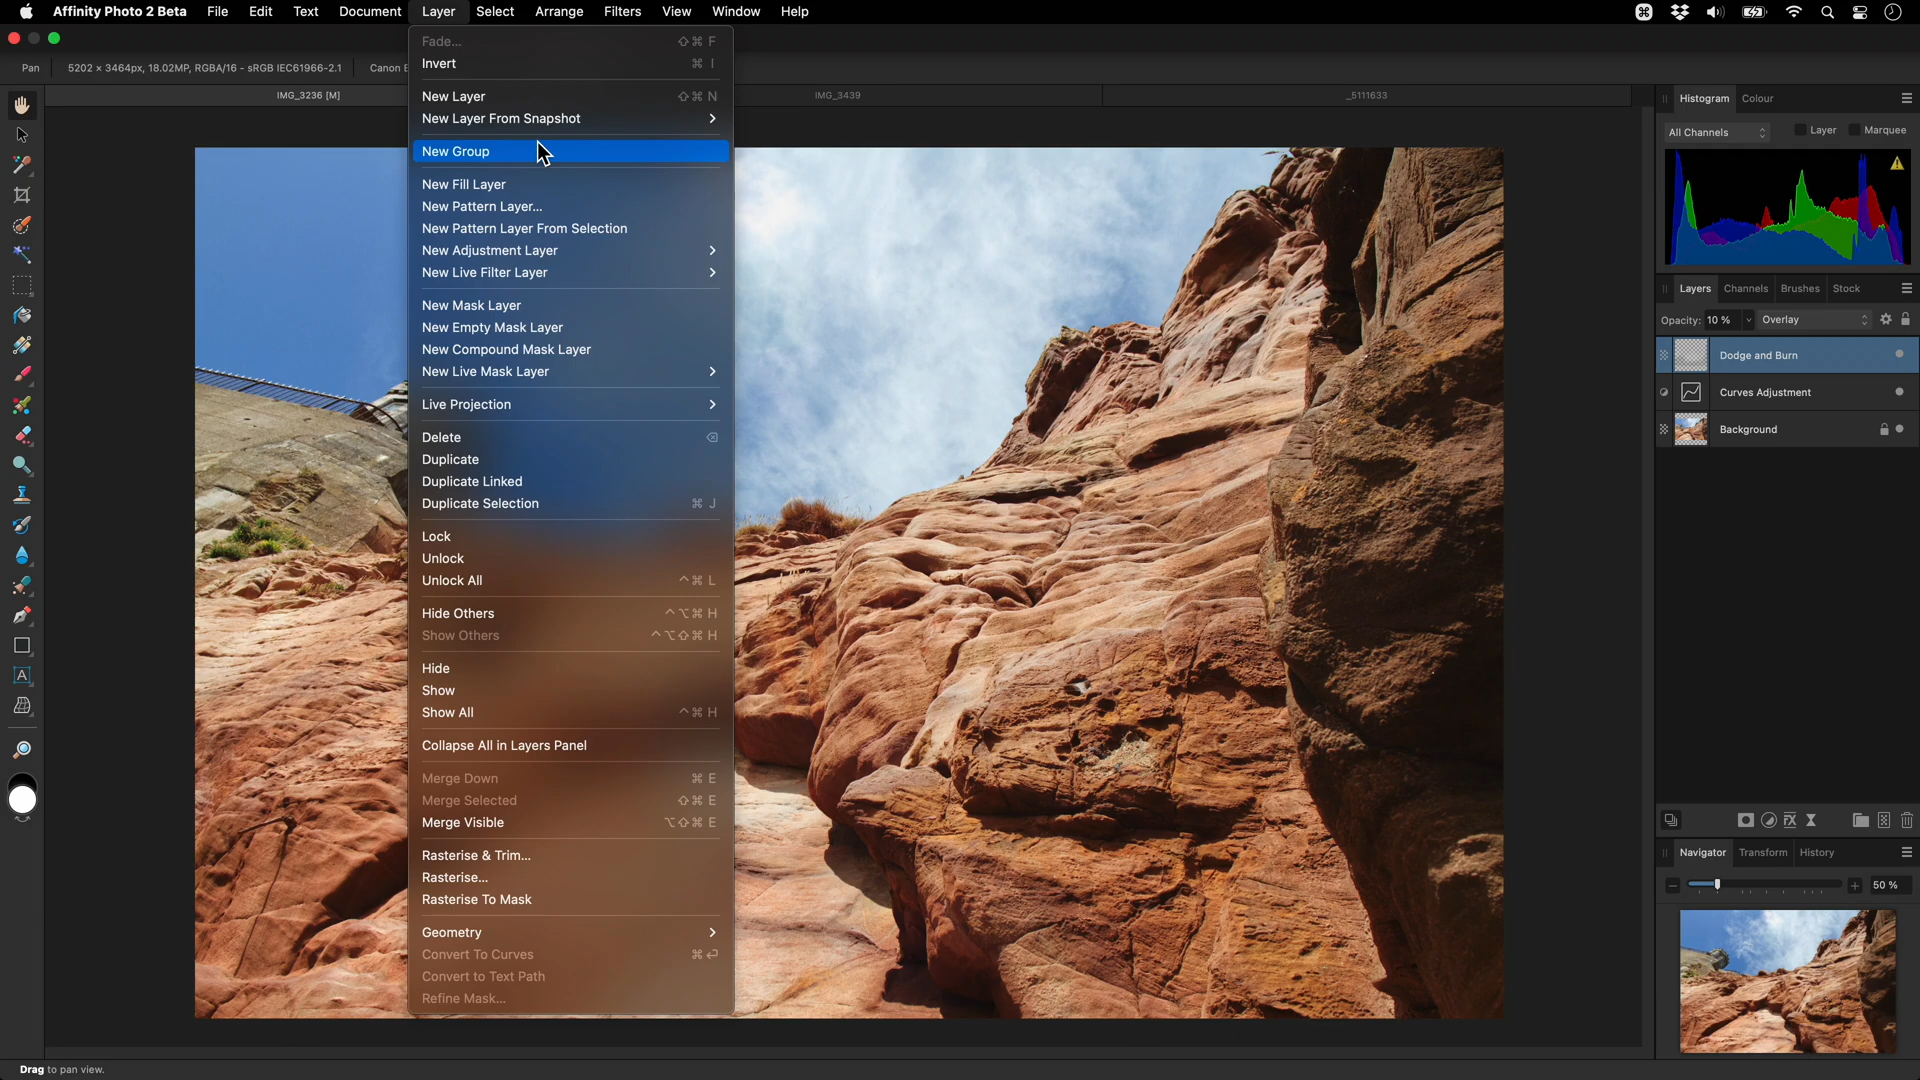 Affinity Photo 2 Beta File Edit Text Document Layer Select Arrange Filters View Window Help
Pan 5202 × 3464px, 18.02MP, RGBA/16 - sRGB IEC61966-2.1 Canon
IMG_3236 [M] IMG_3439 _5111633
Fade... ⇧⌘ F
Invert ⌘ I
New Layer ⇧⌘ N
New Layer From Snapshot
New Group
New Fill Layer
New Pattern Layer...
New Pattern Layer From Selection
New Adjustment Layer
New Live Filter Layer
New Mask Layer
New Empty Mask Layer
New Compound Mask Layer
New Live Mask Layer
Live Projection
Delete ⌫
Duplicate
Duplicate Linked
Duplicate Selection ⌘ J
Lock
Unlock
Unlock All ^⌘ L
Hide Others ^⌥⌘ H
Show Others ^⌥⇧⌘ H
Hide
Show
Show All ^⌘ H
Collapse All in Layers Panel
Merge Down ⌘ E
Merge Selected ⇧⌘ E
Merge Visible ⌥⇧⌘ E
Rasterise & Trim...
Rasterise...
Rasterise To Mask
Geometry
Convert To Curves ⌘⏎
Convert to Text Path
Refine Mask...
Histogram Colour
All Channels Layer Marquee
Layers Channels Brushes Stock
Opacity: 10 % Overlay
Dodge and Burn
Curves Adjustment
Background
Navigator Transform History
50 %
Drag to pan view.